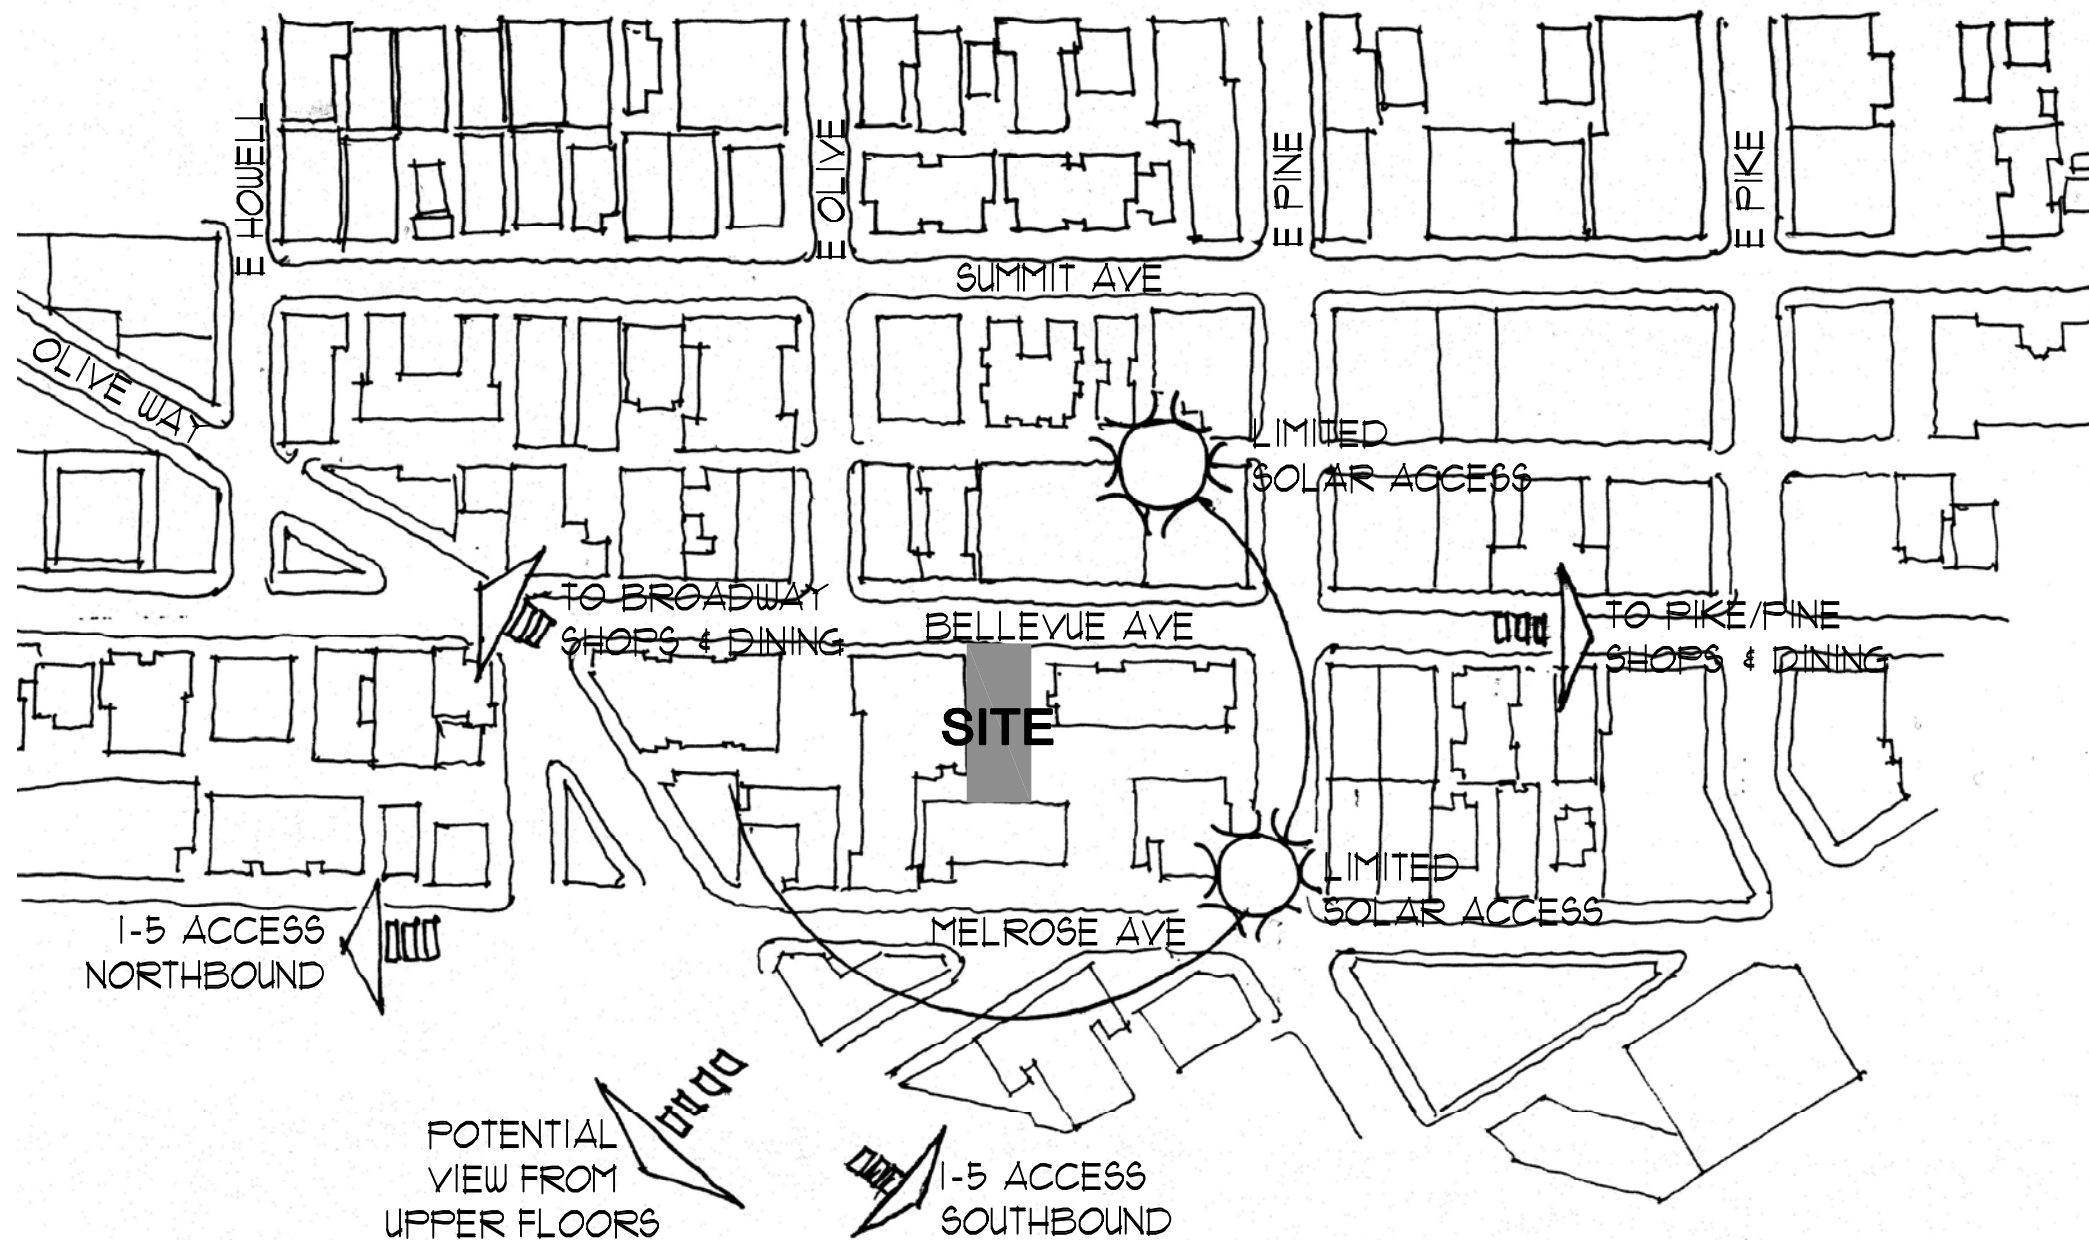 E HOWELL
E OLIVE
E PINE
E PIKE
SUMMIT AVE
OLIVE WAY
LIMITED
SOLAR ACCESS
TO BROADWAY
SHOPS & DINING
BELLEVUE AVE
TO PIKE/PINE
SHOPS & DINING
SITE
LIMITED
SOLAR ACCESS
I-5 ACCESS
NORTHBOUND
MELROSE AVE
POTENTIAL
VIEW FROM
UPPER FLOORS
I-5 ACCESS
SOUTHBOUND